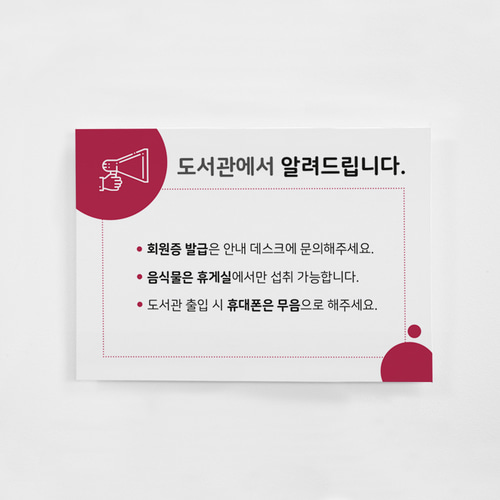 도서관에서 알려드립니다.
회원증 발급은 안내 데스크에 문의해주세요.
음식물은 휴게실에서만 섭취 가능합니다.
도서관 출입 시 휴대폰은 무음으로 해주세요.